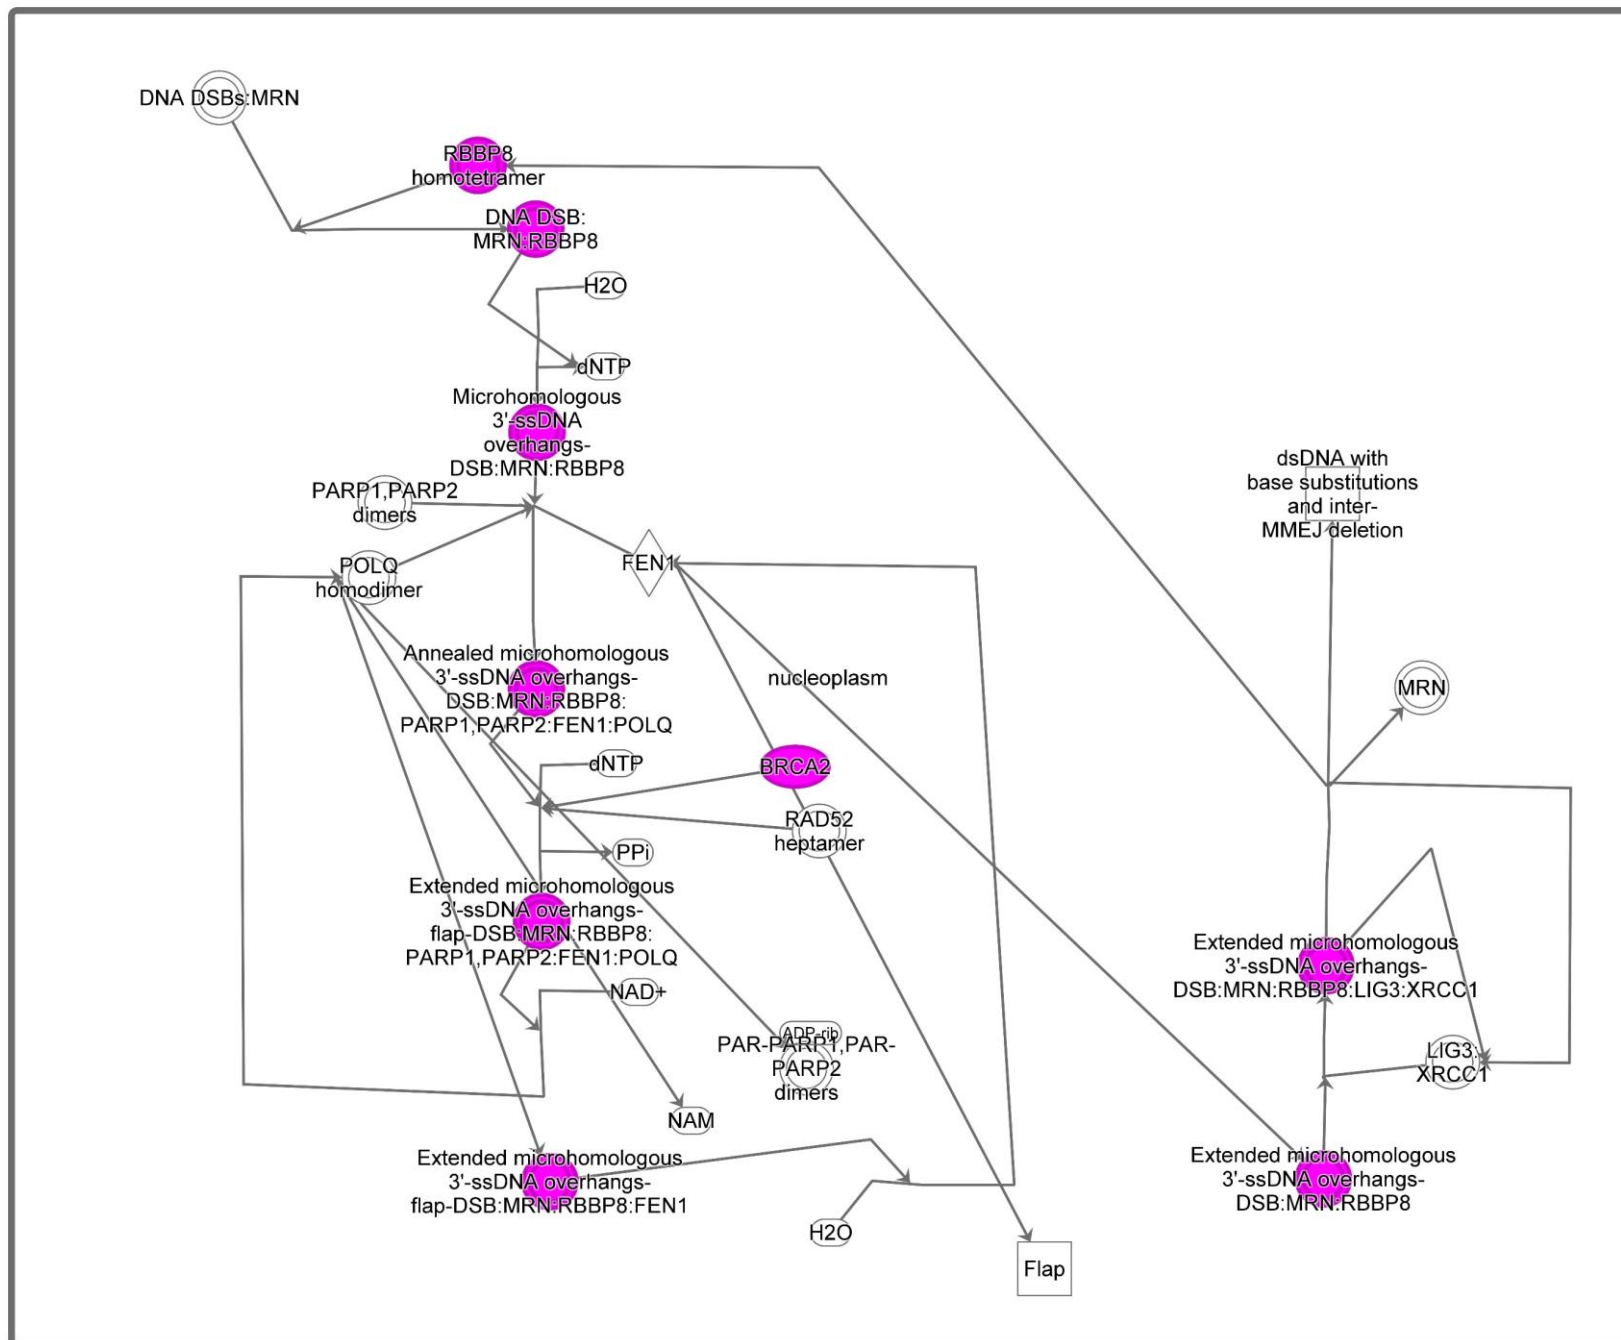 DNA DSBs:MRN
RBBP8
homotetramer
DNA DSB:
MRN:RBBP8
H2O
dNTP
Microhomologous
3'-ssDNA
overhangs-
DSB:MRN:RBBP8
PARP1,PARP2
dimers
POLQ
homodimer
FEN1
Annealed microhomologous
3'-ssDNA overhangs-
DSB:MRN:RBBP8:
PARP1,PARP2:FEN1:POLQ
nucleoplasm
dNTP
BRCA2
RAD52
heptamer
PPi
Extended microhomologous
3'-ssDNA overhangs-
flap-DSB:MRN:RBBP8:
PARP1,PARP2:FEN1:POLQ
NAD+
ADP-rib
PAR-PARP1,PAR-
PARP2
dimers
NAM
Extended microhomologous
3'-ssDNA overhangs-
flap-DSB:MRN:RBBP8:FEN1
H2O
Flap
dsDNA with
base substitutions
and inter-
MMEJ deletion
MRN
Extended microhomologous
3'-ssDNA overhangs-
DSB:MRN:RBBP8:LIG3:XRCC1
LIG3:
XRCC1
Extended microhomologous
3'-ssDNA overhangs-
DSB:MRN:RBBP8